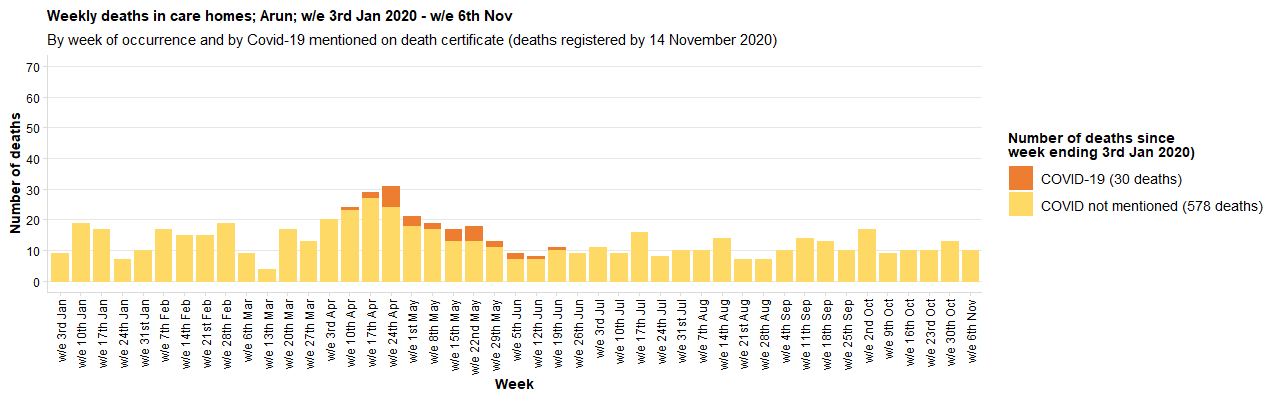 Weekly deaths in care homes; Arun; w/e 3rd Jan 2020 - w/e 6th Nov
By week of occurrence and by Covid-19 mentioned on death certificate (deaths registered by 14 November 2020)
Number of deaths
70
60
50
40
30
20
10
0
w/e 3rd Jan
w/e 10th Jan
w/e 17th Jan
w/e 24th Jan
w/e 31st Jan
w/e 7th Feb
w/e 14th Feb
w/e 21st Feb
w/e 28th Feb
w/e 6th Mar
w/e 13th Mar
w/e 20th Mar
w/e 27th Mar
w/e 3rd Apr
w/e 10th Apr
w/e 17th Apr
w/e 24th Apr
w/e 1st May
w/e 8th May
w/e 15th May
w/e 22nd May
w/e 29th May
w/e 5th Jun
w/e 12th Jun
w/e 19th Jun
w/e 26th Jun
w/e 3rd Jul
w/e 10th Jul
w/e 17th Jul
w/e 24th Jul
w/e 31st Jul
w/e 7th Aug
w/e 14th Aug
w/e 21st Aug
w/e 28th Aug
w/e 4th Sep
w/e 11th Sep
w/e 18th Sep
w/e 25th Sep
w/e 2nd Oct
w/e 9th Oct
w/e 16th Oct
w/e 23rd Oct
w/e 30th Oct
w/e 6th Nov
Week
Number of deaths since
week ending 3rd Jan 2020)
COVID-19 (30 deaths)
COVID not mentioned (578 deaths)